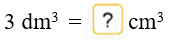 3 dm³ = ? cm³